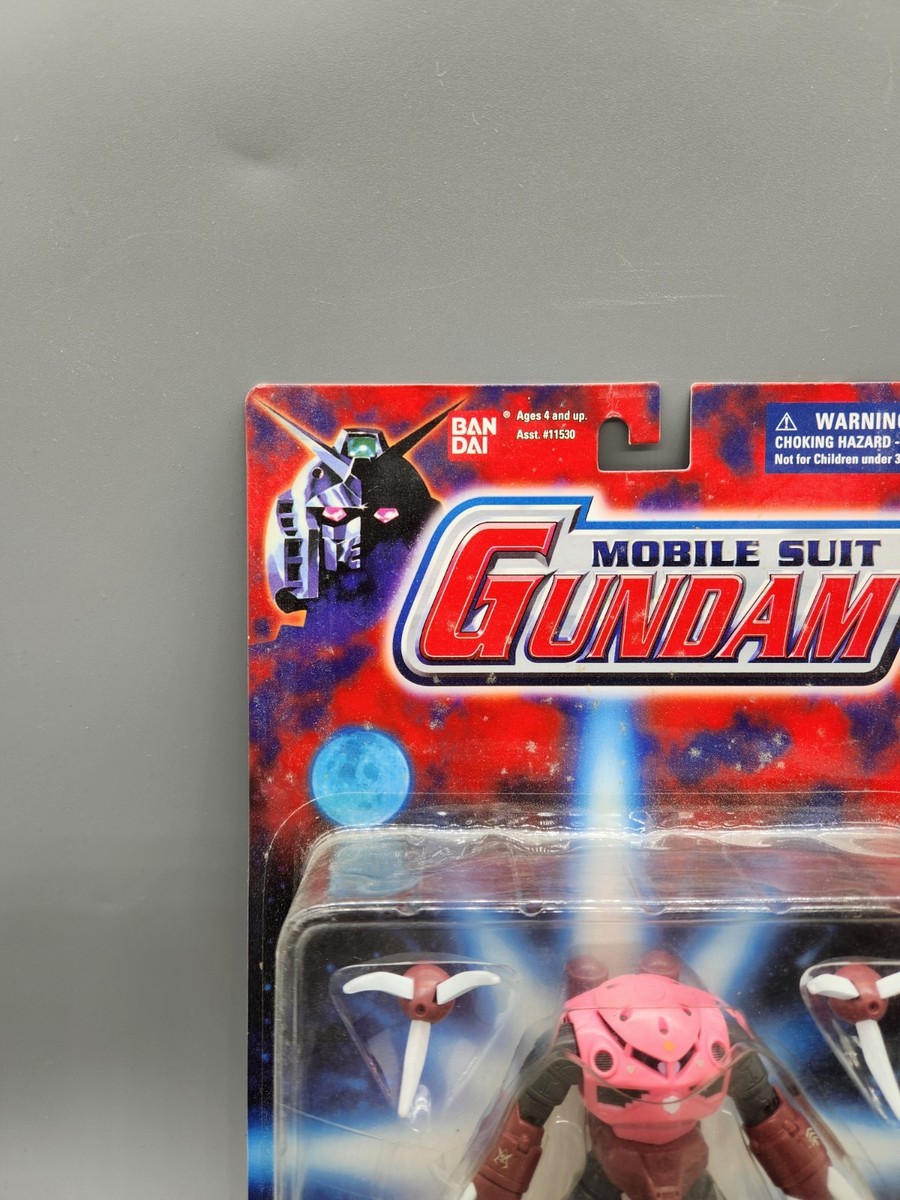 BAN
DAI
®
Ages 4 and up.
Asst. #11530
WARNING
CHOKING HAZARD -
Not for Children under 3
MOBILE SUIT
GUNDAM